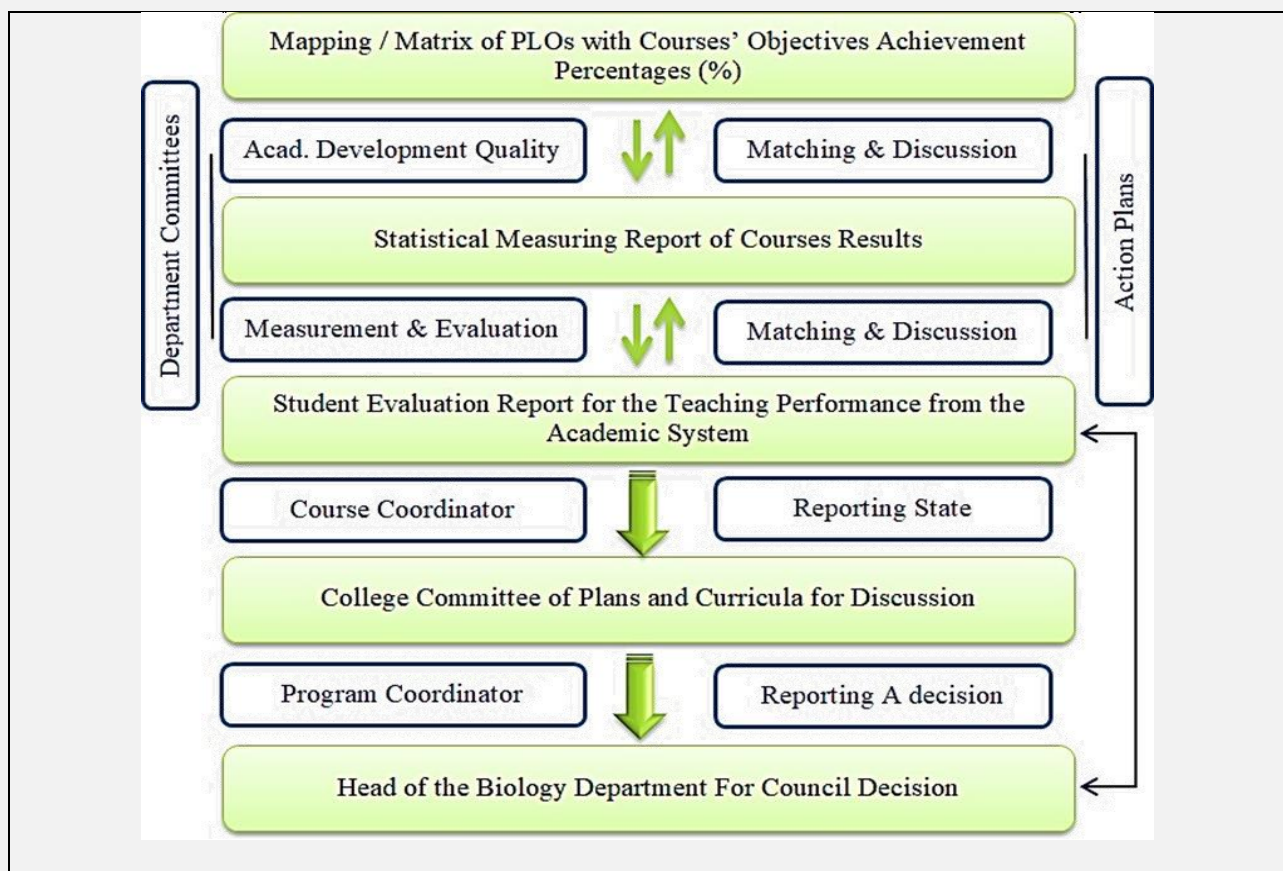 Mapping / Matrix of PLOs with Courses’ Objectives Achievement
Percentages (%)
Department Committees
Acad. Development Quality
Matching & Discussion
Action Plans
Statistical Measuring Report of Courses Results
Measurement & Evaluation
Matching & Discussion
Student Evaluation Report for the Teaching Performance from the
Academic System
Course Coordinator
Reporting State
College Committee of Plans and Curricula for Discussion
Program Coordinator
Reporting A decision
Head of the Biology Department For Council Decision